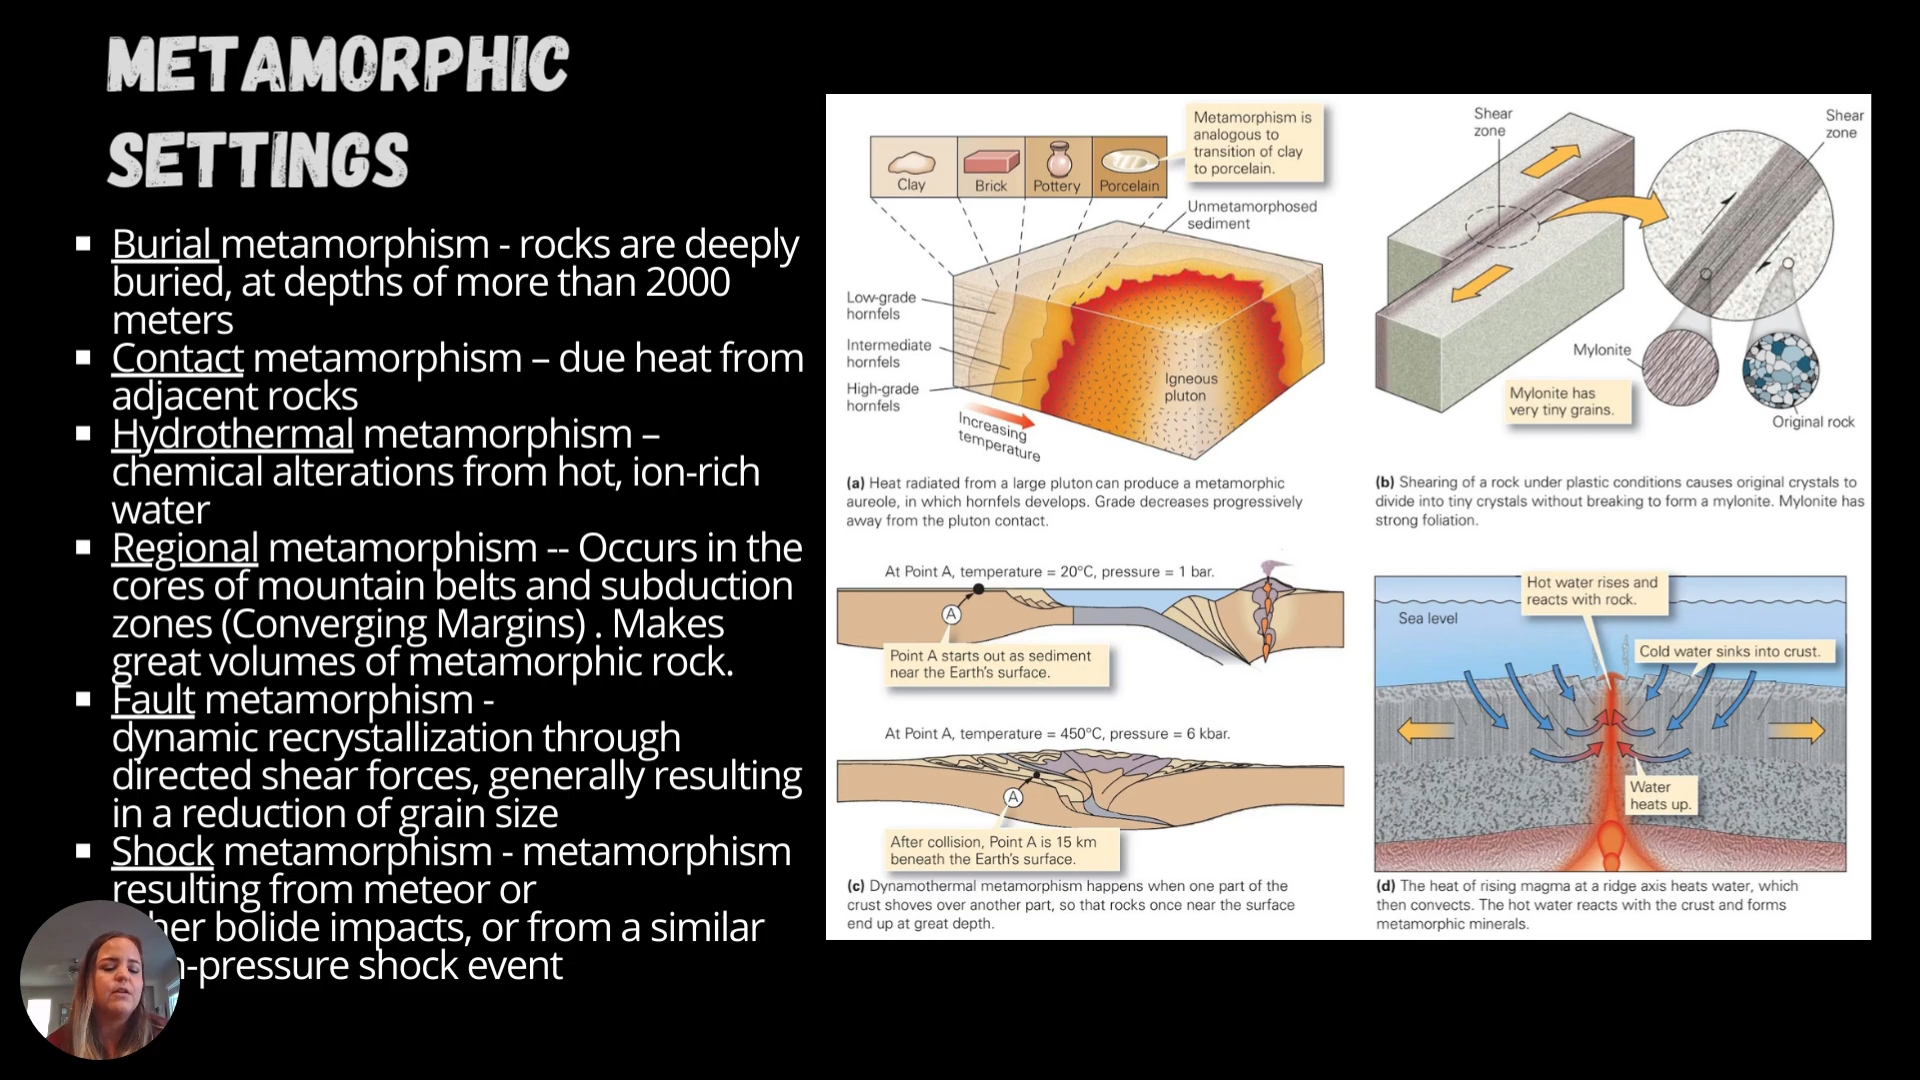 METAMORPHIC
SETTINGS
Burial metamorphism - rocks are deeply
buried, at depths of more than 2000
meters
Contact metamorphism – due heat from
adjacent rocks
Hydrothermal metamorphism –
chemical alterations from hot, ion-rich
water
Regional metamorphism -- Occurs in the
cores of mountain belts and subduction
zones (Converging Margins) . Makes
great volumes of metamorphic rock.
Fault metamorphism -
dynamic recrystallization through
directed shear forces, generally resulting
in a reduction of grain size
Shock metamorphism - metamorphism
resulting from meteor or
bolide impacts, or from a similar
-pressure shock event
Clay
Brick
Pottery
Porcelain
Metamorphism is
analogous to
transition of clay
to porcelain.
Unmetamorphosed
sediment
Low-grade
hornfels
Intermediate
hornfels
High-grade
hornfels
Igneous
pluton
Increasing
temperature
(a) Heat radiated from a large pluton can produce a metamorphic
aureole, in which hornfels develops. Grade decreases progressively
away from the pluton contact.
Shear
zone
Shear
zone
Mylonite
Mylonite has
very tiny grains.
Original rock
(b) Shearing of a rock under plastic conditions causes original crystals to
divide into tiny crystals without breaking to form a mylonite. Mylonite has
strong foliation.
At Point A, temperature = 20°C, pressure = 1 bar.
A
Point A starts out as sediment
near the Earth's surface.
At Point A, temperature = 450°C, pressure = 6 kbar.
A
After collision, Point A is 15 km
beneath the Earth's surface.
(c) Dynamothermal metamorphism happens when one part of the
crust shoves over another part, so that rocks once near the surface
end up at great depth.
Hot water rises and
reacts with rock.
Sea level
Cold water sinks into crust.
Water
heats up.
(d) The heat of rising magma at a ridge axis heats water, which
then convects. The hot water reacts with the crust and forms
metamorphic minerals.